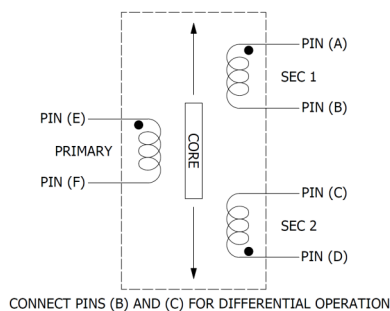 PIN (A)
SEC 1
PIN (B)
PIN (E)
PRIMARY
PIN (F)
CORE
PIN (C)
SEC 2
PIN (D)
CONNECT PINS (B) AND (C) FOR DIFFERENTIAL OPERATION